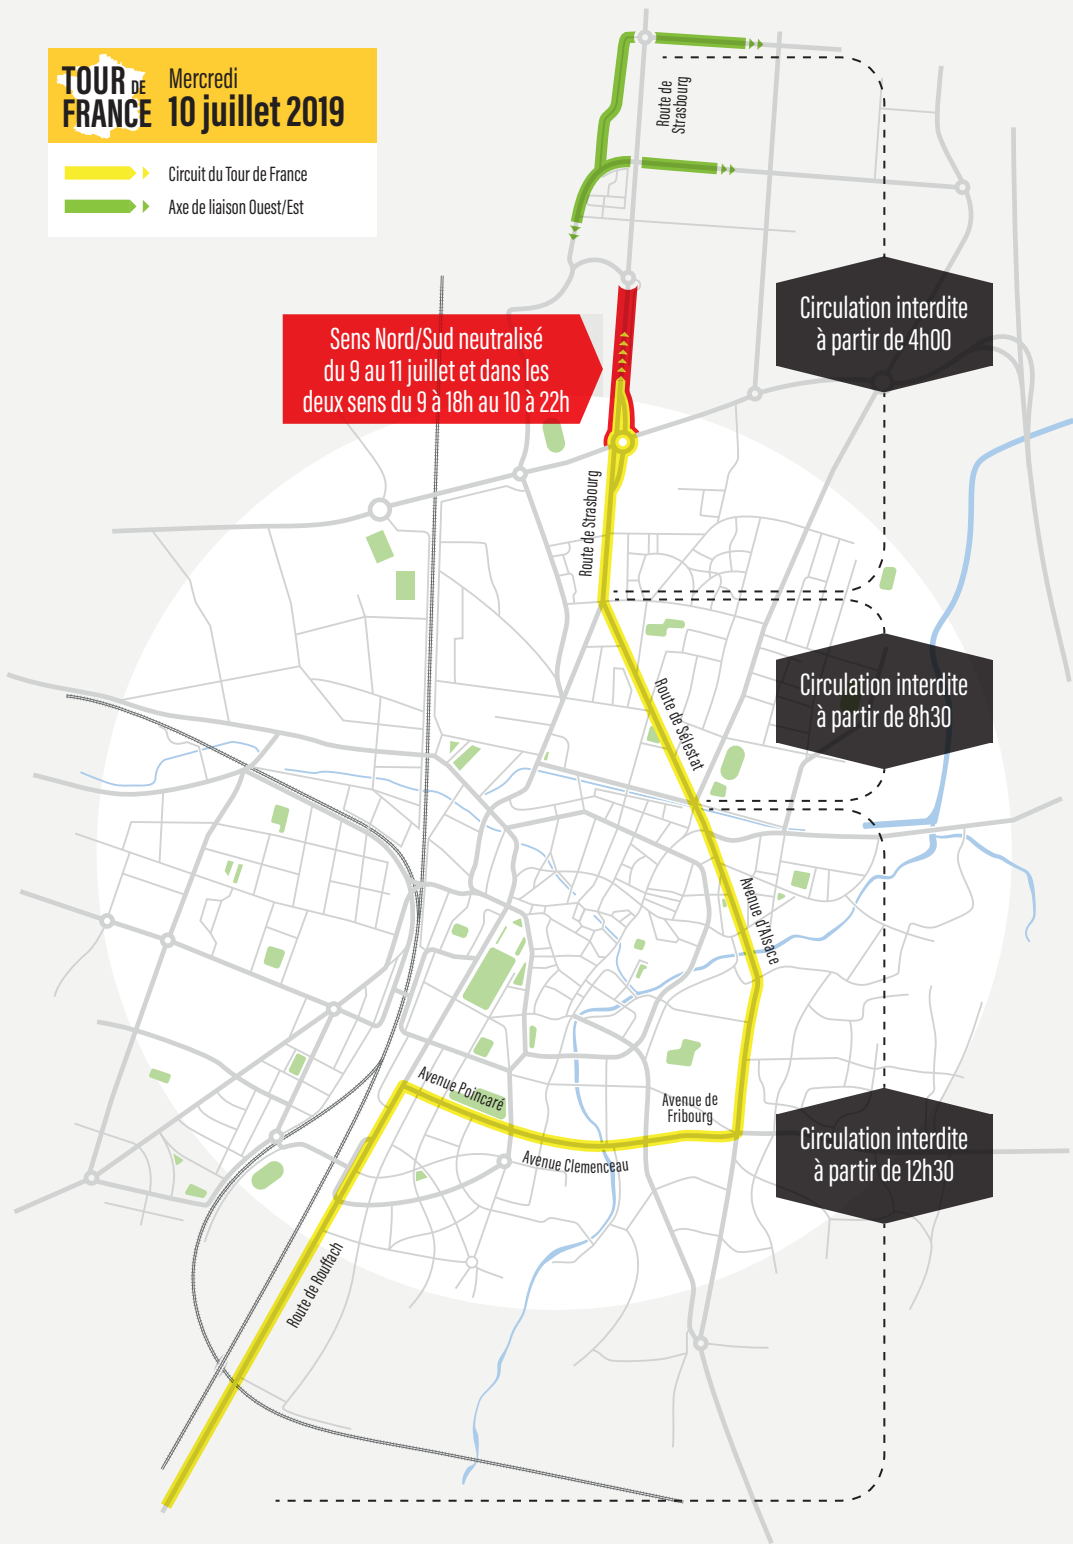 TOUR DE
FRANCE
Mercredi
10 juillet 2019
Circuit du Tour de France
Axe de liaison Ouest/Est
Route de
Strasbourg
Circulation interdite
à partir de 4h00
Sens Nord/Sud neutralisé
du 9 au 11 juillet et dans les
deux sens du 9 à 18h au 10 à 22h
Route de Strasbourg
Circulation interdite
à partir de 8h30
Route de Sélestat
Avenue d'Alsace
Avenue Poincaré
Avenue de
Fribourg
Avenue Clemenceau
Circulation interdite
à partir de 12h30
Route de Rouffach